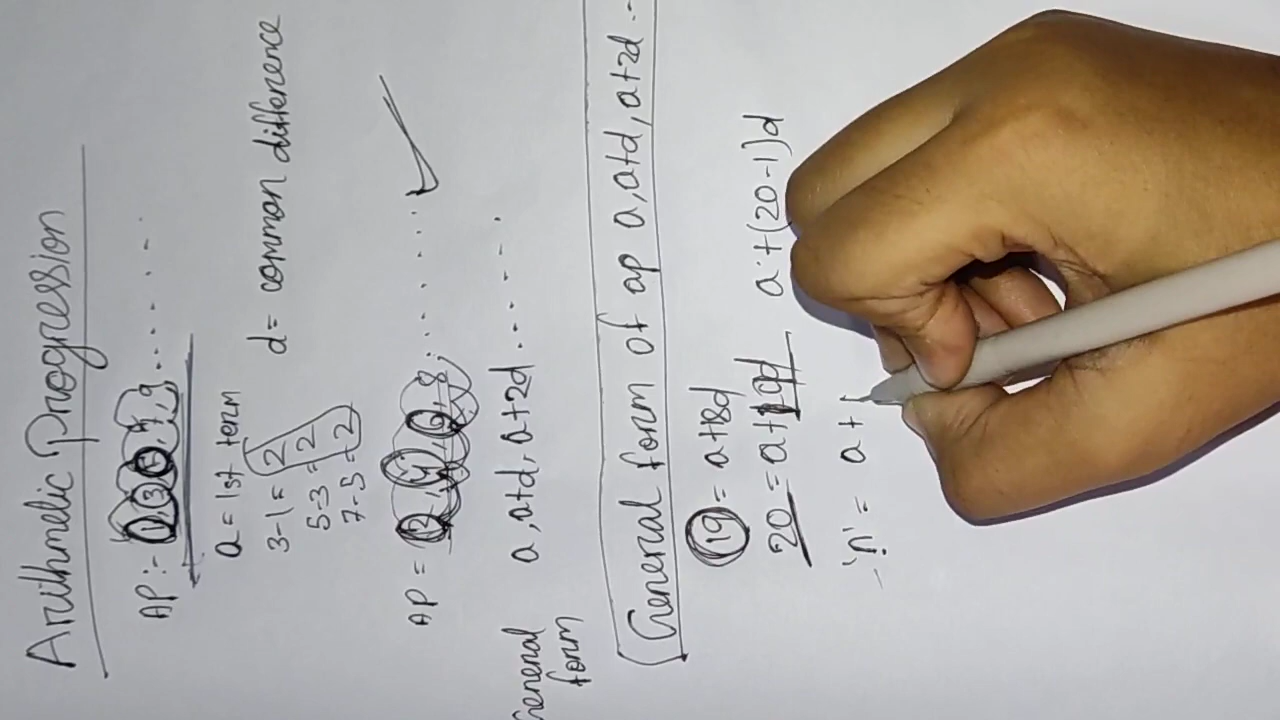 Arithmetic Progression
AP :- 1, 3, 5, 7, 9 . . . . . .
a = 1st term
3-1 = 2
5-3 = 2
7-5 = 2
d = common difference
AP = 2, 4, 6, 8, . . . . . .
General form
a, a+d, a+2d . . . . . .
General form of ap a, a+d, a+2d . -
19 = a+18d
20 = a+19d a+(20-1)d
'n' = a+